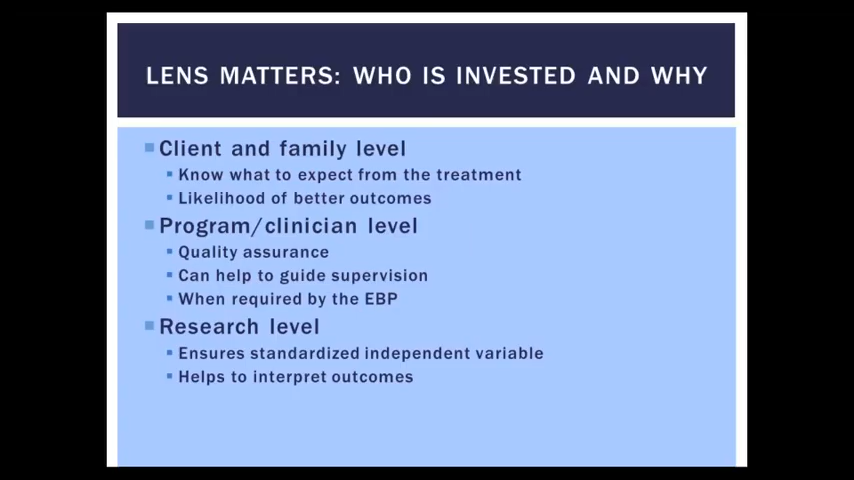 LENS MATTERS: WHO IS INVESTED AND WHY
Client and family level
Know what to expect from the treatment
Likelihood of better outcomes
Program/clinician level
Quality assurance
Can help to guide supervision
When required by the EBP
Research level
Ensures standardized independent variable
Helps to interpret outcomes